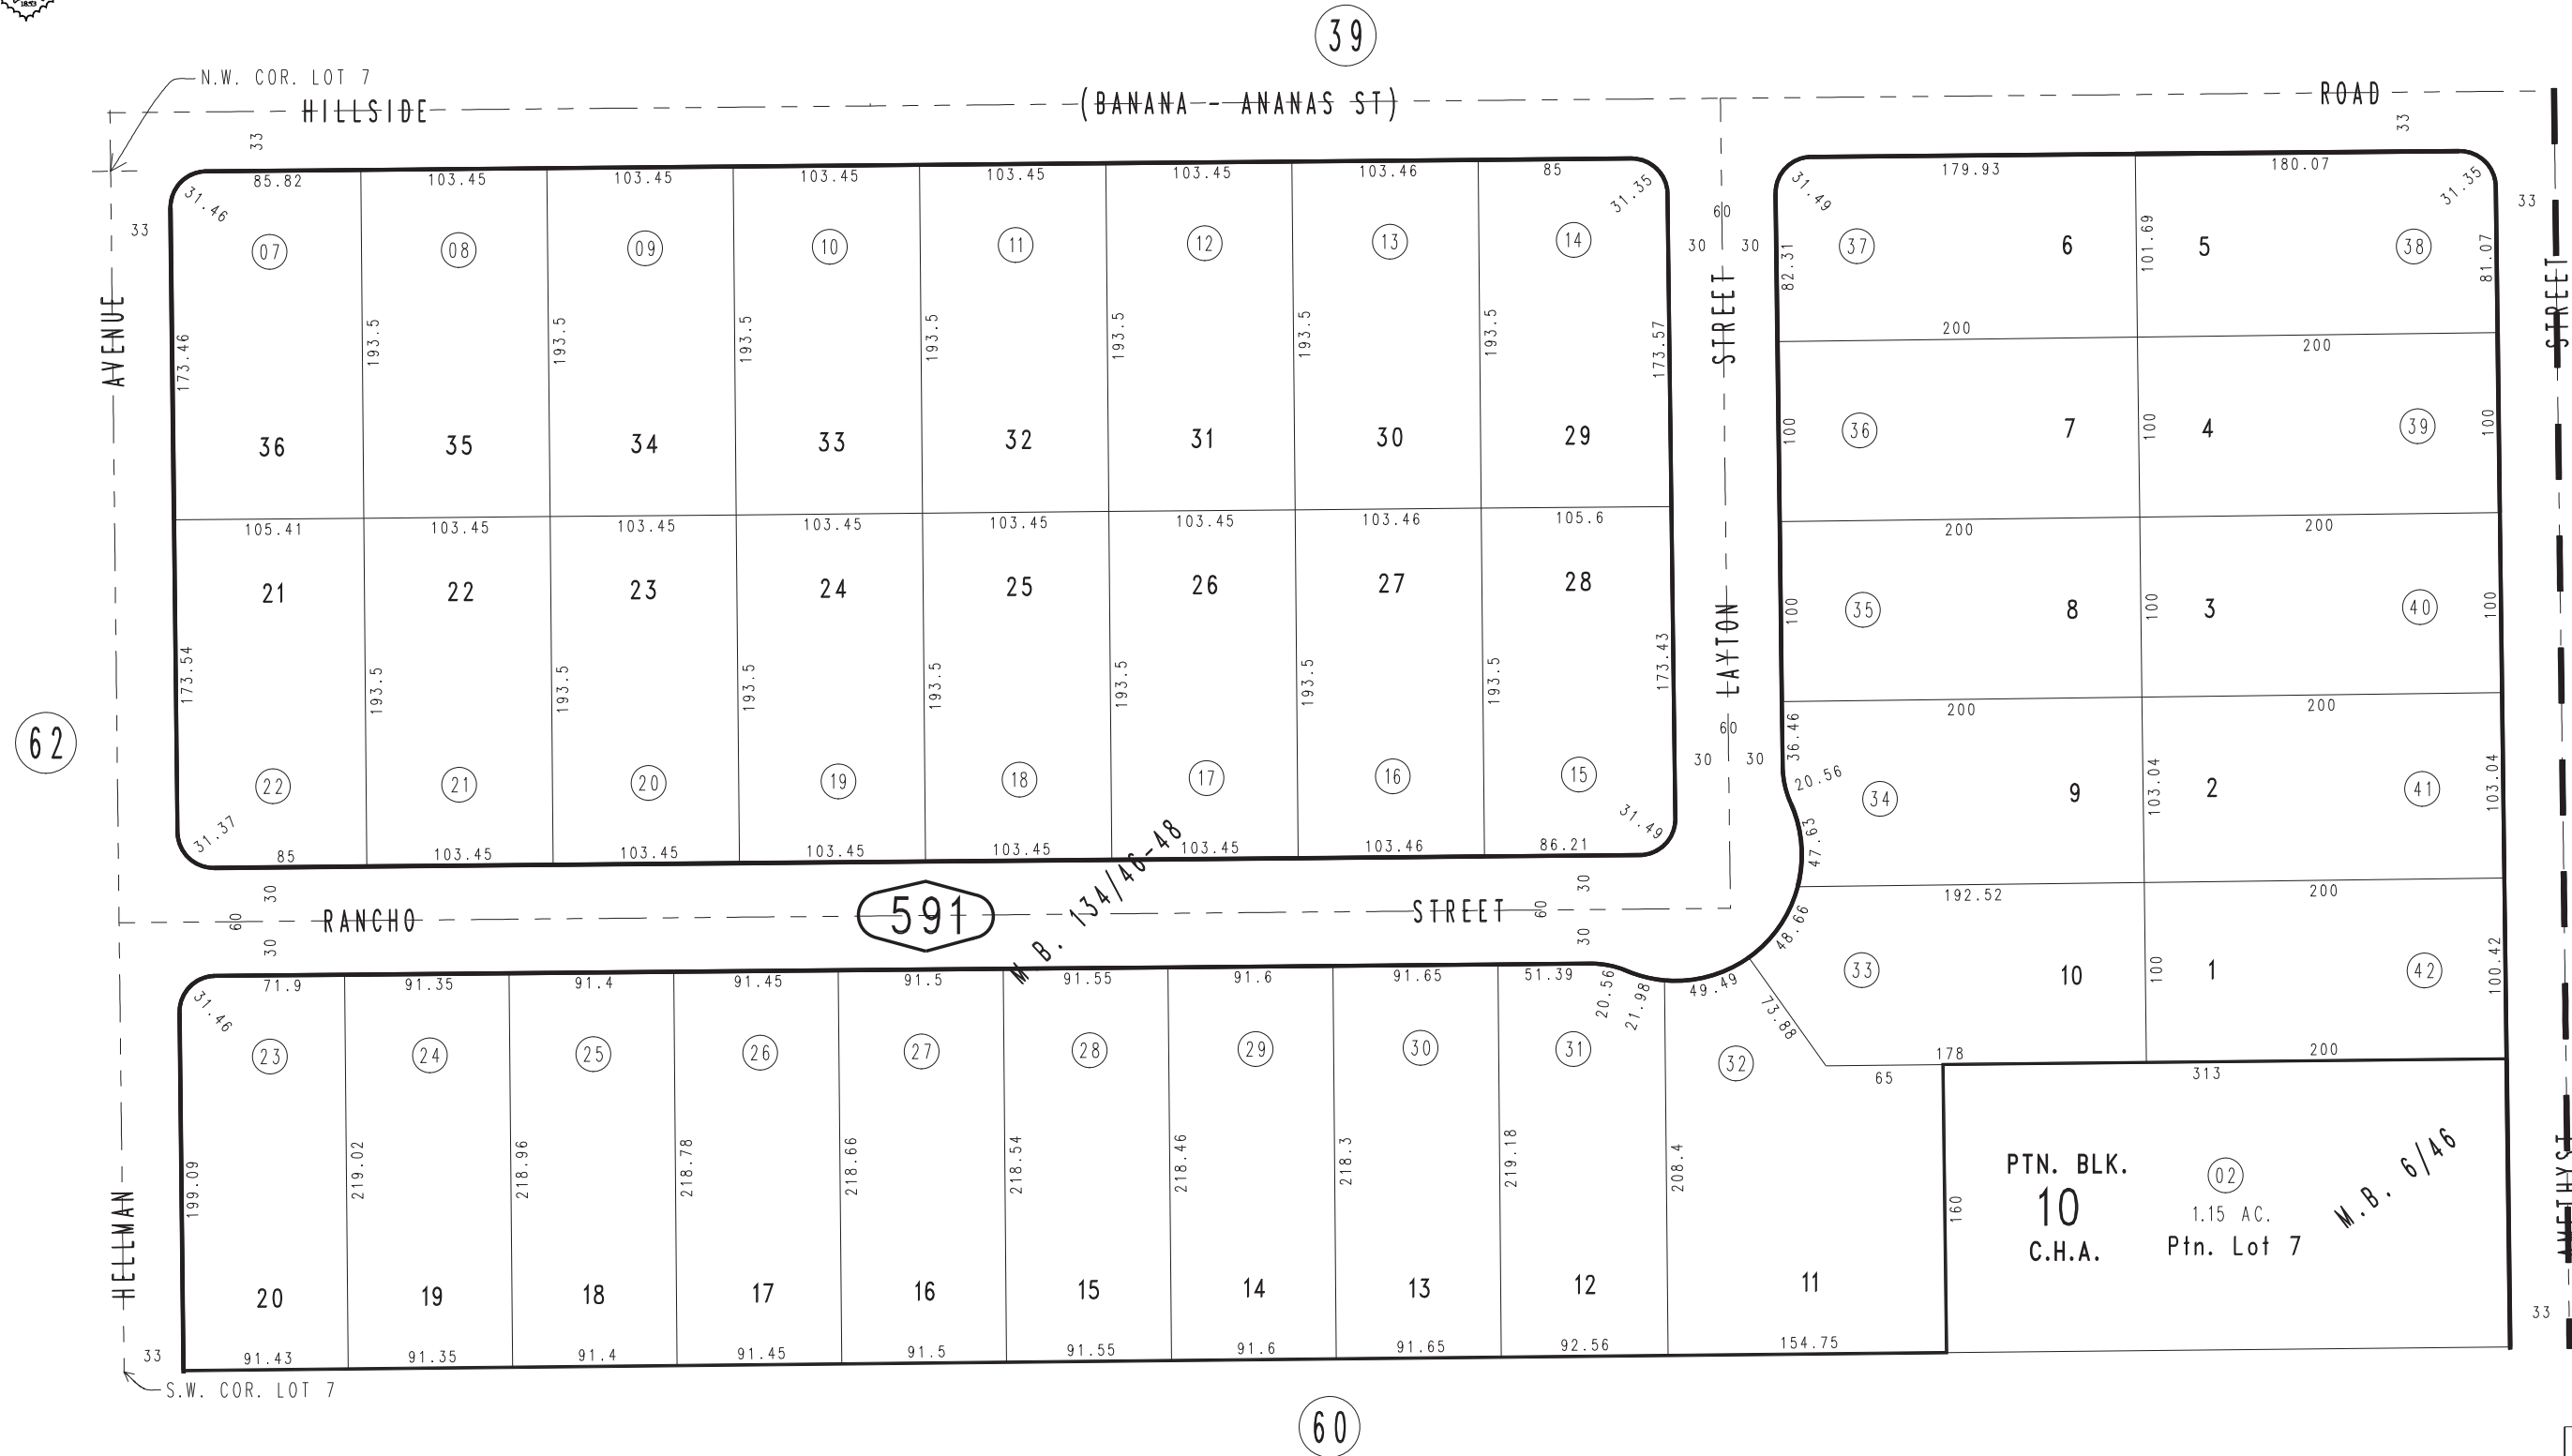 1853
39
N.W. COR. LOT 7
HILLSIDE (BANANA - ANANAS ST) ROAD
33 33
85.82 103.45 103.45 103.45 103.45 103.45 103.46 85 179.93 180.07
31.46 31.35 31.49 31.35
33 60 33
30 30
07 08 09 10 11 12 13 14 37 6 101.69 5 38
82.31 81.07
AVENUE STREET STREET
173.46 193.5 193.5 193.5 193.5 193.5 193.5 193.5 173.57
200 200
36 35 34 33 32 31 30 29
100 36 7 100 4 39 100
105.41 103.45 103.45 103.45 103.45 103.45 103.46 105.6
200 200
21 22 23 24 25 26 27 28
100 35 8 100 3 40 100
LAYTON
173.54 193.5 193.5 193.5 193.5 193.5 193.5 193.5 173.43
200 200
60
30 30
36.46
62
22 21 20 19 18 17 16 15
20.56 34 9 103.04 2 41 103.04
31.37 31.49 47.63
85 103.45 103.45 103.45 103.45 103.45 103.46 86.21
M.B. 134/46-48
192.52 200
30 30
60 RANCHO 591 STREET 60
30 30
48.66
33 10 100 1 42 100.42
71.9 91.35 91.4 91.45 91.5 91.55 91.6 91.65 51.39 49.49
31.46 20.56 21.98 73.88
23 24 25 26 27 28 29 30 31 32
178 200
65 313
199.09 219.02 218.96 218.78 218.66 218.54 218.46 218.3 219.18 208.4 160
PTN. BLK.
10
C.H.A.
02
1.15 AC.
Ptn. Lot 7
M.B. 6/46
AMETHYST
HELLMAN
20 19 18 17 16 15 14 13 12 11
33 33
91.43 91.35 91.4 91.45 91.5 91.55 91.6 91.65 92.56 154.75
S.W. COR. LOT 7
60